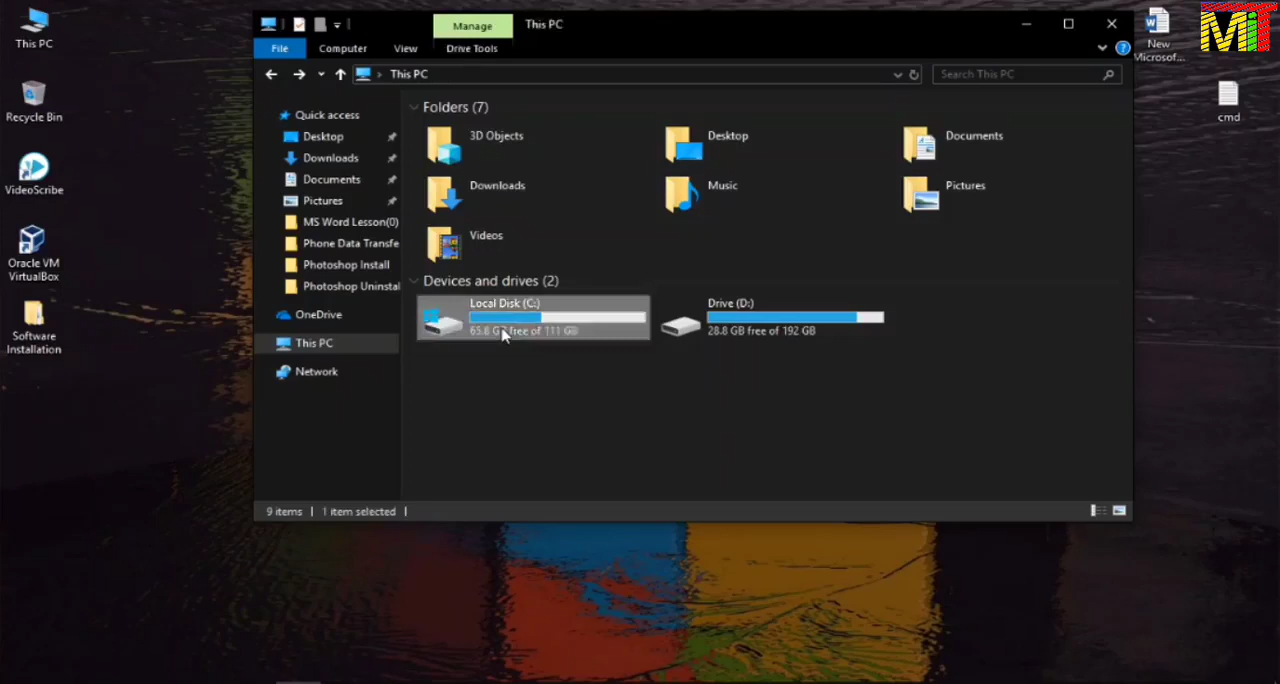 This PC
Recycle Bin
VideoScribe
Oracle VM
VirtualBox
Software
Installation
Manage
This PC
File
Computer
View
Drive Tools
This PC
Search This PC
Quick access
Desktop
Downloads
Documents
Pictures
MS Word Lesson(0)
Phone Data Transfe
Photoshop Install
Photoshop Uninstal
OneDrive
This PC
Network
Folders (7)
3D Objects
Desktop
Documents
Downloads
Music
Pictures
Videos
Devices and drives (2)
Local Disk (C:)
65.8 GB free of 111 GB
Drive (D:)
28.8 GB free of 192 GB
9 items
1 item selected
New
Microsof...
MiT
cmd